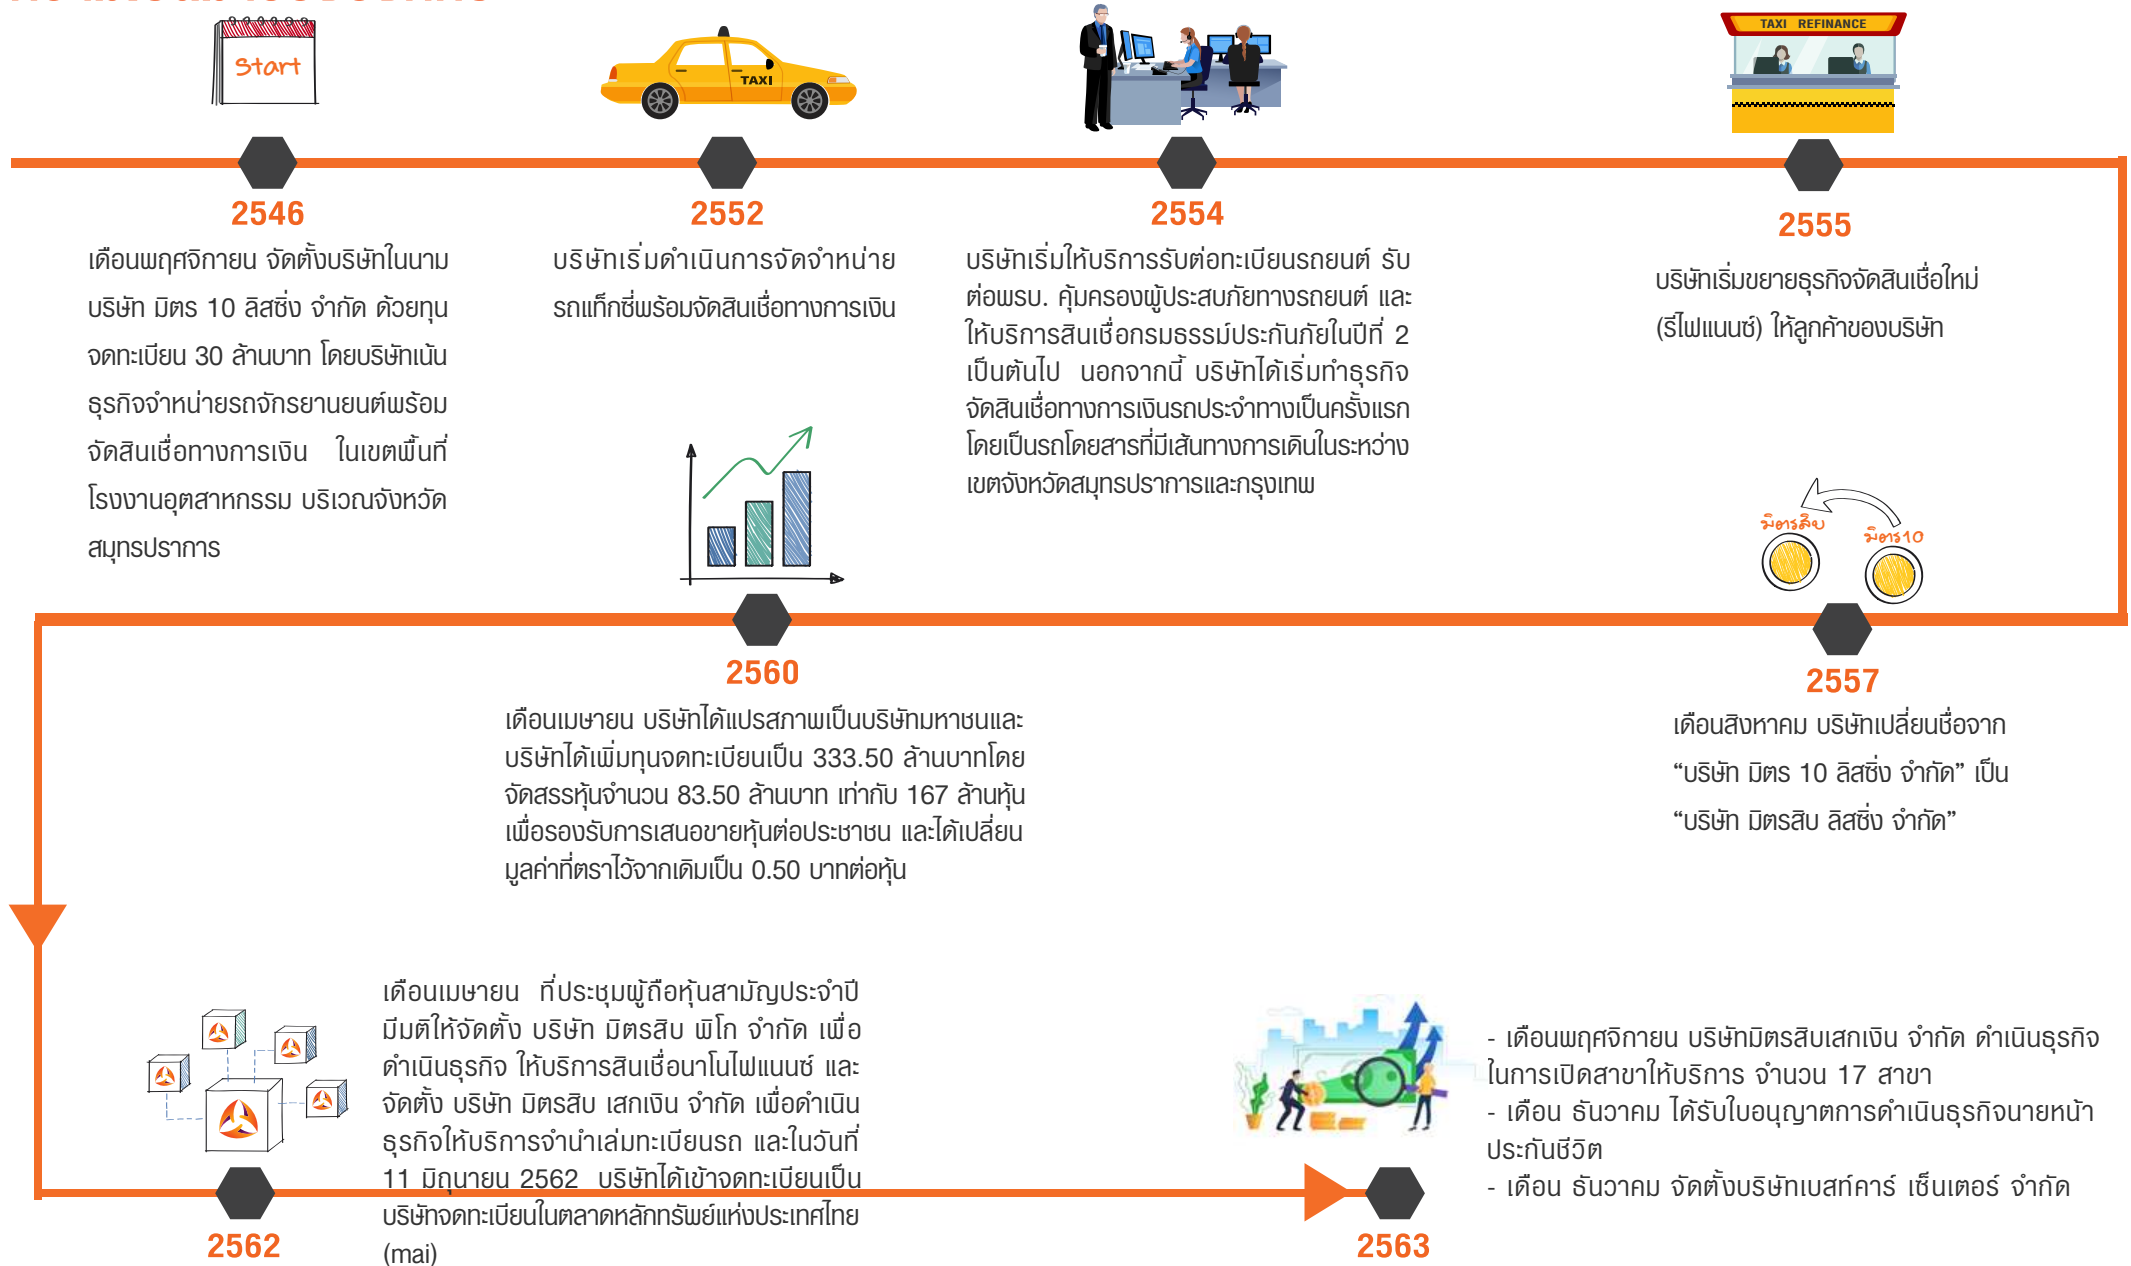 Start
TAXI
TAXI REFINANCE
2546
เดือนพฤศจิกายน จัดตั้งบริษัทในนาม
บริษัท มิตร 10 ลิสซิ่ง จำกัด ด้วยทุน
จดทะเบียน 30 ล้านบาท โดยบริษัทเน้น
ธุรกิจจำหน่ายรถจักรยานยนต์พร้อม
จัดสินเชื่อทางการเงิน ในเขตพื้นที่
โรงงานอุตสาหกรรม บริเวณจังหวัด
สมุทรปราการ
2552
บริษัทเริ่มดำเนินการจัดจำหน่าย
รถแท็กซี่พร้อมจัดสินเชื่อทางการเงิน
2554
บริษัทเริ่มให้บริการรับต่อทะเบียนรถยนต์ รับ
ต่อพรบ. คุ้มครองผู้ประสบภัยทางรถยนต์ และ
ให้บริการสินเชื่อกรมธรรม์ประกันภัยในปีที่ 2
เป็นต้นไป นอกจากนี้ บริษัทได้เริ่มทำธุรกิจ
จัดสินเชื่อทางการเงินรถประจำทางเป็นครั้งแรก
โดยเป็นรถโดยสารที่มีเส้นทางการเดินในระหว่าง
เขตจังหวัดสมุทรปราการและกรุงเทพ
2555
บริษัทเริ่มขยายธุรกิจจัดสินเชื่อใหม่
(รีไฟแนนซ์) ให้ลูกค้าของบริษัท
มิตรสิบ
มิตร10
2557
เดือนสิงหาคม บริษัทเปลี่ยนชื่อจาก
“บริษัท มิตร 10 ลิสซิ่ง จำกัด” เป็น
“บริษัท มิตรสิบ ลิสซิ่ง จำกัด”
2560
เดือนเมษายน บริษัทได้แปรสภาพเป็นบริษัทมหาชนและ
บริษัทได้เพิ่มทุนจดทะเบียนเป็น 333.50 ล้านบาทโดย
จัดสรรหุ้นจำนวน 83.50 ล้านบาท เท่ากับ 167 ล้านหุ้น
เพื่อรองรับการเสนอขายหุ้นต่อประชาชน และได้เปลี่ยน
มูลค่าที่ตราไว้จากเดิมเป็น 0.50 บาทต่อหุ้น
2562
เดือนเมษายน ที่ประชุมผู้ถือหุ้นสามัญประจำปี
มีมติให้จัดตั้ง บริษัท มิตรสิบ พิโก จำกัด เพื่อ
ดำเนินธุรกิจ ให้บริการสินเชื่อนาโนไฟแนนซ์ และ
จัดตั้ง บริษัท มิตรสิบ เสกเงิน จำกัด เพื่อดำเนิน
ธุรกิจให้บริการจำนำเล่มทะเบียนรถ และในวันที่
11 มิถุนายน 2562 บริษัทได้เข้าจดทะเบียนเป็น
บริษัทจดทะเบียนในตลาดหลักทรัพย์แห่งประเทศไทย
(mai)
2563
- เดือนพฤศจิกายน บริษัทมิตรสิบเสกเงิน จำกัด ดำเนินธุรกิจ
ในการเปิดสาขาให้บริการ จำนวน 17 สาขา
- เดือน ธันวาคม ได้รับใบอนุญาตการดำเนินธุรกิจนายหน้า
ประกันชีวิต
- เดือน ธันวาคม จัดตั้งบริษัทเบสท์คาร์ เซ็นเตอร์ จำกัด